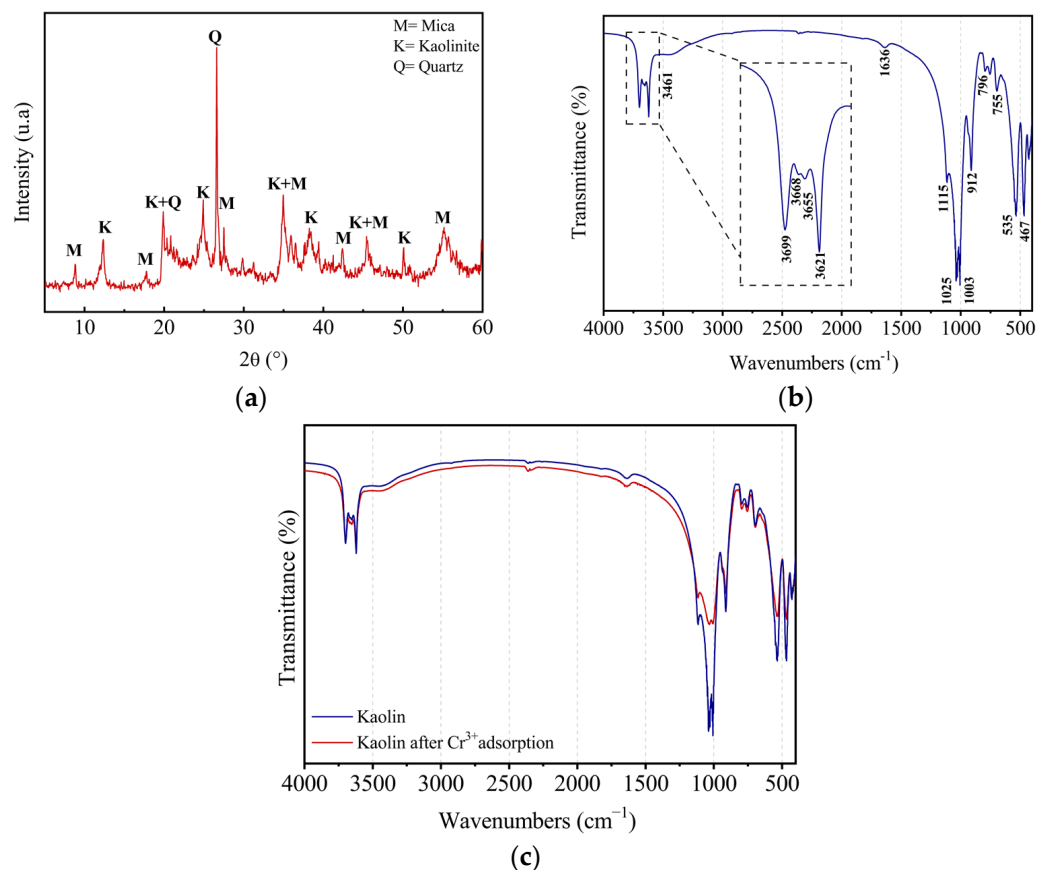 M= Mica
K= Kaolinite
Q= Quartz
Q
K+M
K
K+Q
M
K
K+M
M
K
M
M
K
M
Intensity (u.a)
10 20 30 40 50 60
2θ (°)
(a)
3461
1636
796
755
3668
3655
3699
3621
1115
912
535
467
1025
1003
Transmittance (%)
4000 3500 3000 2500 2000 1500 1000 500
Wavenumbers (cm-1)
(b)
Transmittance (%)
Kaolin
Kaolin after Cr³⁺ adsorption
4000 3500 3000 2500 2000 1500 1000 500
Wavenumbers (cm⁻¹)
(c)